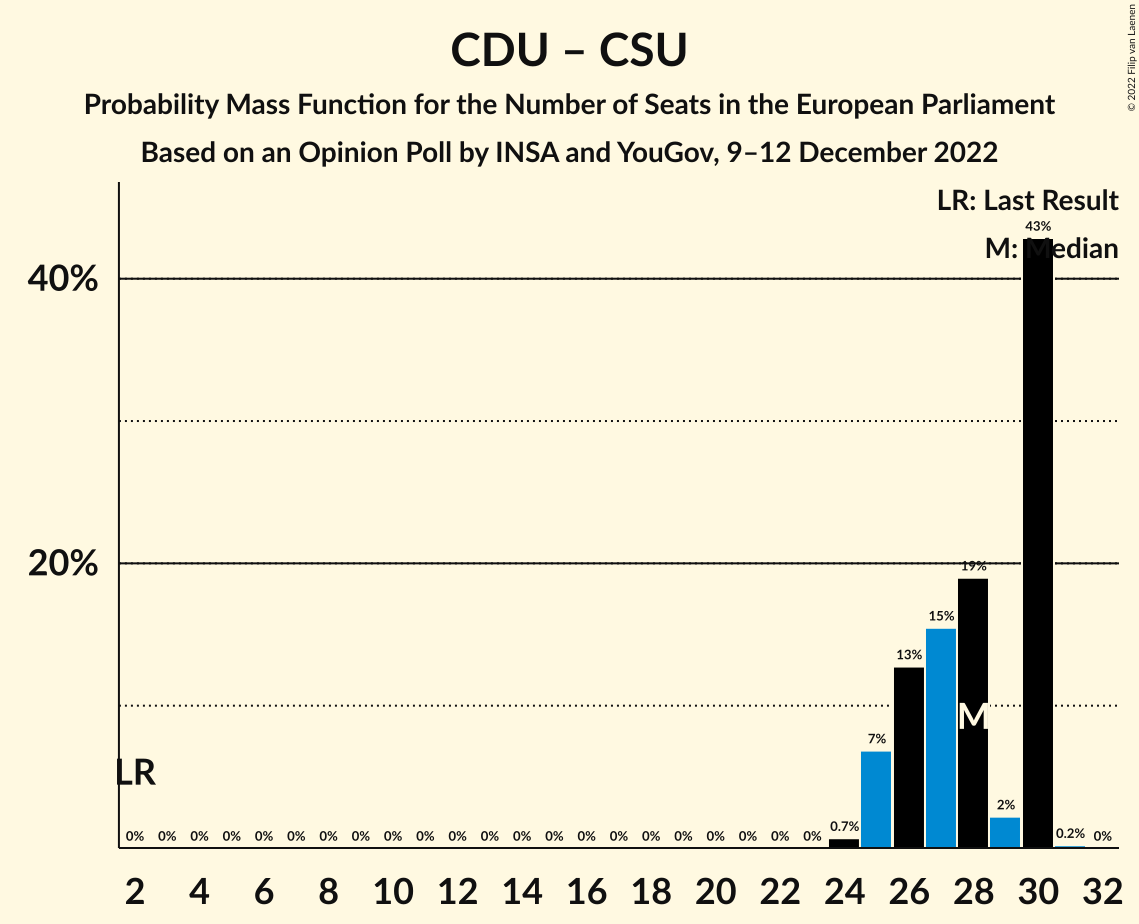 CDU – CSU
Probability Mass Function for the Number of Seats in the European Parliament
Based on an Opinion Poll by INSA and YouGov, 9–12 December 2022
© 2022 Filip van Laenen
LR: Last Result
M: Median
43%
40%
20%
19%
15%
13%
7%
M
LR
2%
0% 0% 0% 0% 0% 0% 0% 0% 0% 0% 0% 0% 0% 0% 0% 0% 0% 0% 0% 0% 0% 0% 0.7% 0.2% 0%
2 4 6 8 10 12 14 16 18 20 22 24 26 28 30 32